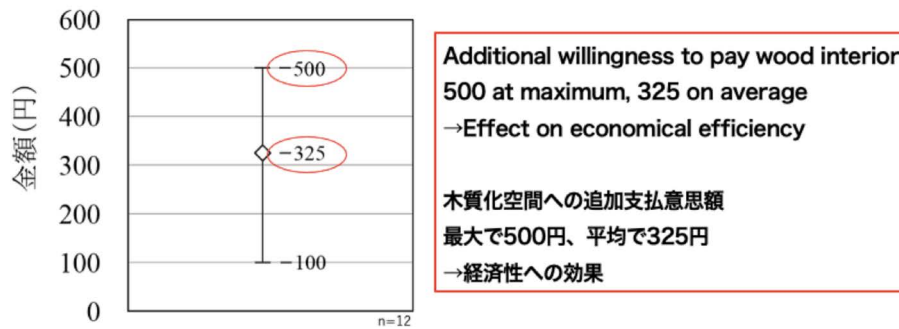 600
500
400
300
200
100
0
金額(円)
500
325
100
n=12
Additional willingness to pay wood interior
500 at maximum, 325 on average
→Effect on economical efficiency
木質化空間への追加支払意思額
最大で500円、平均で325円
→経済性への効果